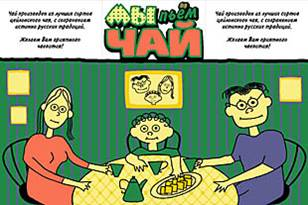 Чай произведен из лучших сортов
цейлонского чая, с сохранением
истинно русских традиций.
Желаем Вам приятного
чаепития!
МЫ
пьём
ЧАЙ
Чай произведен из лучших сортов
цейлонского чая, с сохранением
истинно русских традиций.
Желаем Вам приятного
чаепития!